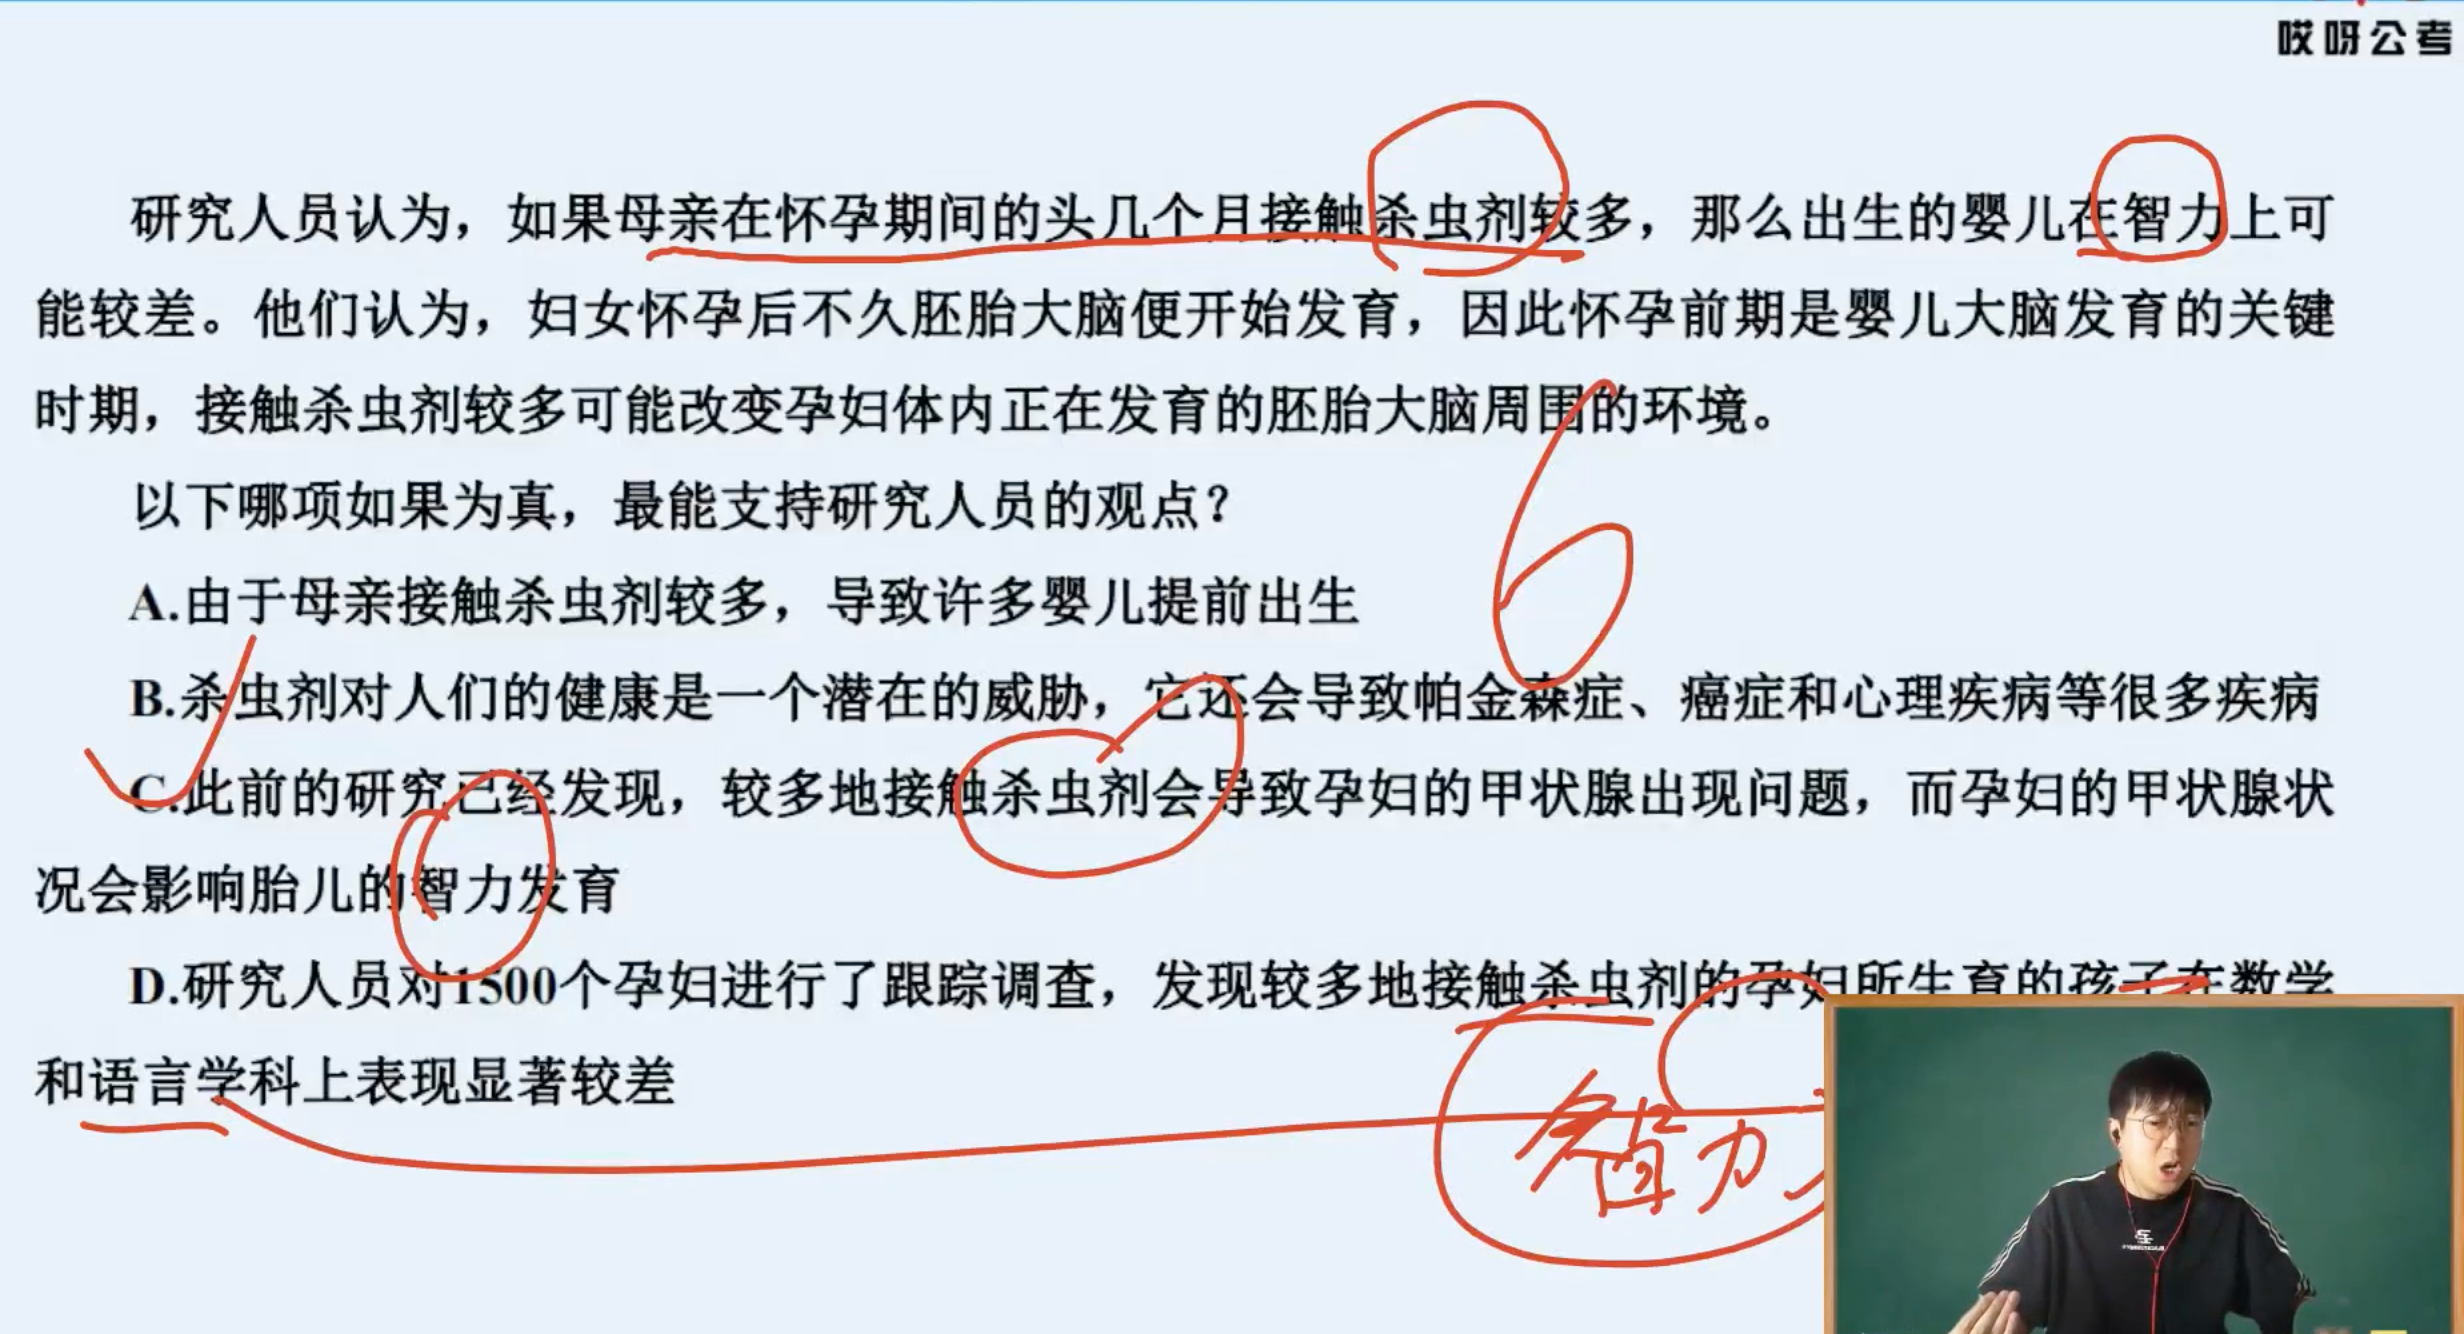 哎呀公考
研究人员认为，如果母亲在怀孕期间的头几个月接触杀虫剂较多，那么出生的婴儿在智力上可
能较差。他们认为，妇女怀孕后不久胚胎大脑便开始发育，因此怀孕前期是婴儿大脑发育的关键
时期，接触杀虫剂较多可能改变孕妇体内正在发育的胚胎大脑周围的环境。
以下哪项如果为真，最能支持研究人员的观点？
A.由于母亲接触杀虫剂较多，导致许多婴儿提前出生
B.杀虫剂对人们的健康是一个潜在的威胁，它还会导致帕金森症、癌症和心理疾病等很多疾病
C.此前的研究已经发现，较多地接触杀虫剂会导致孕妇的甲状腺出现问题，而孕妇的甲状腺状
况会影响胎儿的智力发育
D.研究人员对1500个孕妇进行了跟踪调查，发现较多地接触杀虫剂的孕妇所生育的孩子在数学
和语言学科上表现显著较差
智力